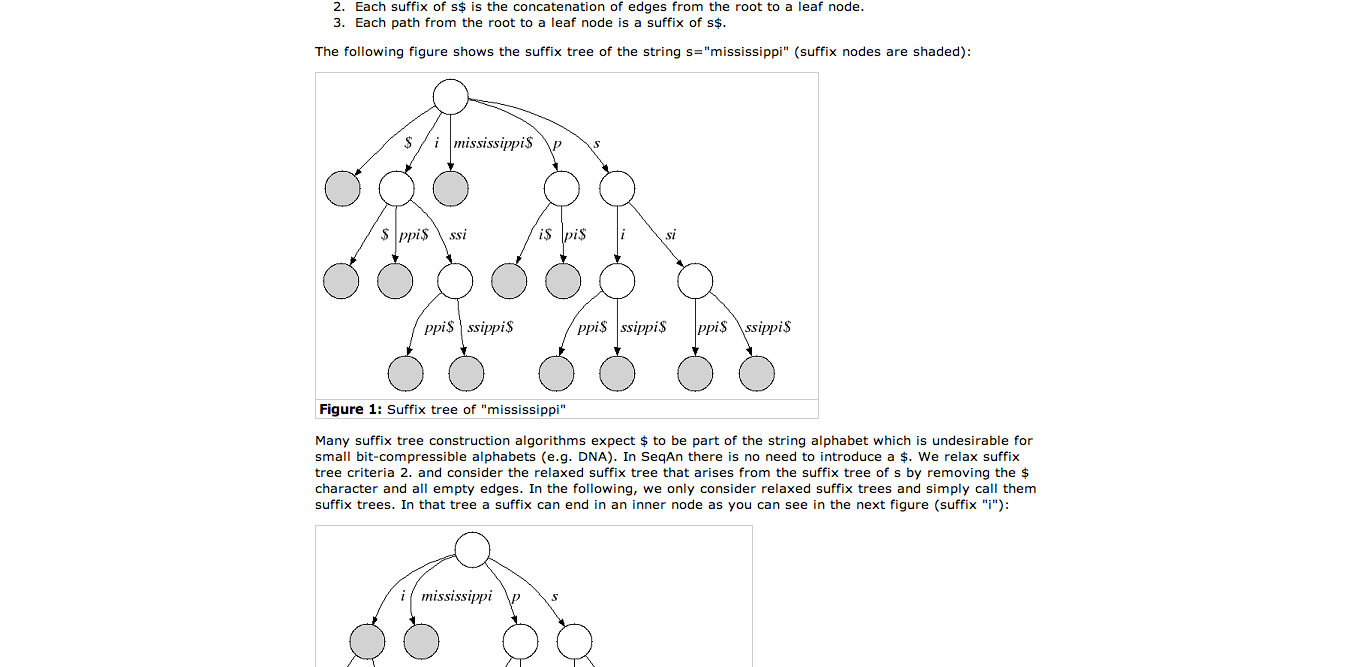 2. Each suffix of s$ is the concatenation of edges from the root to a leaf node.
3. Each path from the root to a leaf node is a suffix of s$.
The following figure shows the suffix tree of the string s="mississippi" (suffix nodes are shaded):
$ i mississippi$ p s
$ ppi$ ssi i$ pi$ i si
ppi$ ssippi$ ppi$ ssippi$ ppi$ ssippi$
Figure 1: Suffix tree of "mississippi"
Many suffix tree construction algorithms expect $ to be part of the string alphabet which is undesirable for
small bit-compressible alphabets (e.g. DNA). In SeqAn there is no need to introduce a $. We relax suffix
tree criteria 2. and consider the relaxed suffix tree that arises from the suffix tree of s by removing the $
character and all empty edges. In the following, we only consider relaxed suffix trees and simply call them
suffix trees. In that tree a suffix can end in an inner node as you can see in the next figure (suffix "i"):
i mississippi p s